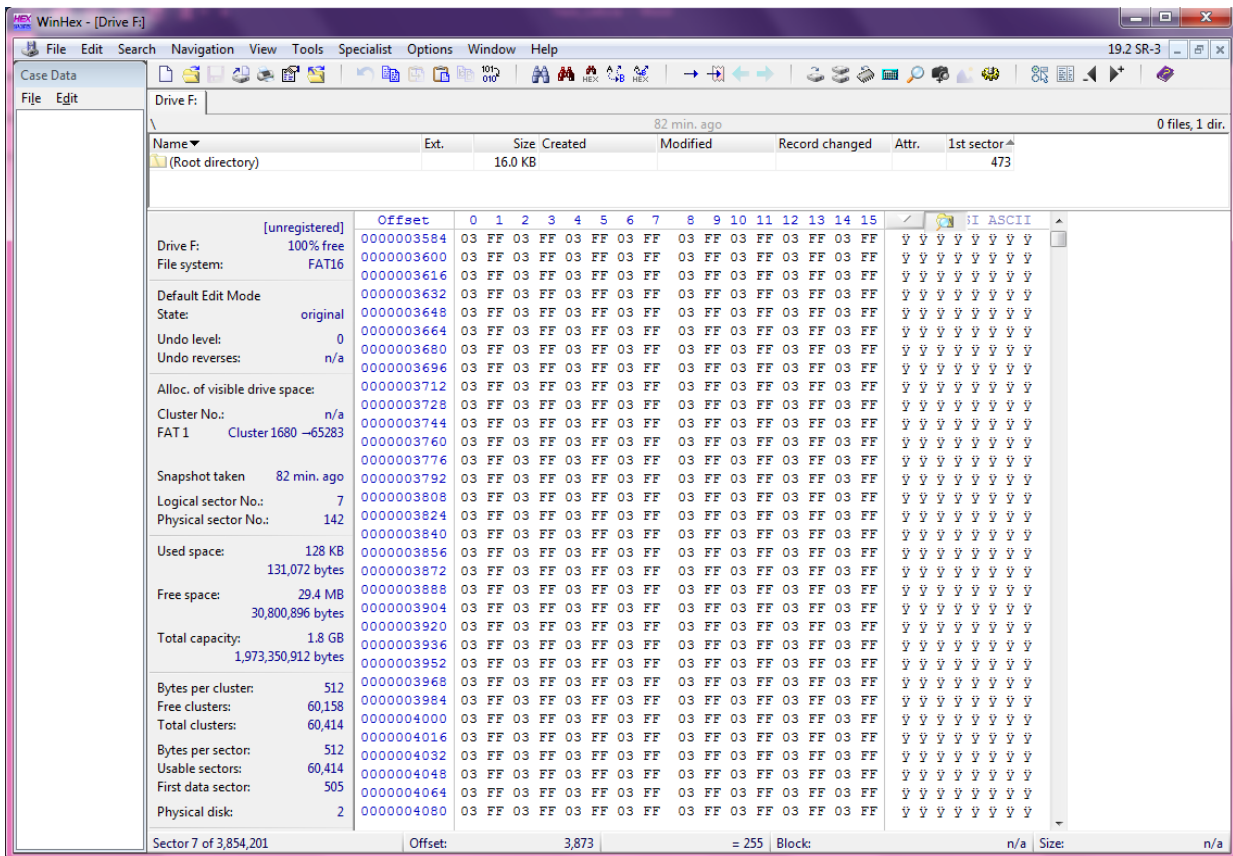 WinHex - [Drive F:]
File Edit Search Navigation View Tools Specialist Options Window Help 19.2 SR-3
Case Data
File Edit
Drive F:
\ 82 min. ago 0 files, 1 dir.
Name Ext. Size Created Modified Record changed Attr. 1st sector
(Root directory) 16.0 KB 473
[unregistered]
Drive F: 100% free
File system: FAT16
Default Edit Mode
State: original
Undo level: 0
Undo reverses: n/a
Alloc. of visible drive space:
Cluster No.: n/a
FAT 1 Cluster 1680 →65283
Snapshot taken 82 min. ago
Logical sector No.: 7
Physical sector No.: 142
Used space: 128 KB
131,072 bytes
Free space: 29.4 MB
30,800,896 bytes
Total capacity: 1.8 GB
1,973,350,912 bytes
Bytes per cluster: 512
Free clusters: 60,158
Total clusters: 60,414
Bytes per sector: 512
Usable sectors: 60,414
First data sector: 505
Physical disk: 2
Offset 0 1 2 3 4 5 6 7 8 9 10 11 12 13 14 15 ASCII
0000003584 03 FF 03 FF 03 FF 03 FF 03 FF 03 FF 03 FF 03 FF ÿ ÿ ÿ ÿ ÿ ÿ ÿ ÿ
0000003600 03 FF 03 FF 03 FF 03 FF 03 FF 03 FF 03 FF 03 FF ÿ ÿ ÿ ÿ ÿ ÿ ÿ ÿ
0000003616 03 FF 03 FF 03 FF 03 FF 03 FF 03 FF 03 FF 03 FF ÿ ÿ ÿ ÿ ÿ ÿ ÿ ÿ
0000003632 03 FF 03 FF 03 FF 03 FF 03 FF 03 FF 03 FF 03 FF ÿ ÿ ÿ ÿ ÿ ÿ ÿ ÿ
0000003648 03 FF 03 FF 03 FF 03 FF 03 FF 03 FF 03 FF 03 FF ÿ ÿ ÿ ÿ ÿ ÿ ÿ ÿ
0000003664 03 FF 03 FF 03 FF 03 FF 03 FF 03 FF 03 FF 03 FF ÿ ÿ ÿ ÿ ÿ ÿ ÿ ÿ
0000003680 03 FF 03 FF 03 FF 03 FF 03 FF 03 FF 03 FF 03 FF ÿ ÿ ÿ ÿ ÿ ÿ ÿ ÿ
0000003696 03 FF 03 FF 03 FF 03 FF 03 FF 03 FF 03 FF 03 FF ÿ ÿ ÿ ÿ ÿ ÿ ÿ ÿ
0000003712 03 FF 03 FF 03 FF 03 FF 03 FF 03 FF 03 FF 03 FF ÿ ÿ ÿ ÿ ÿ ÿ ÿ ÿ
0000003728 03 FF 03 FF 03 FF 03 FF 03 FF 03 FF 03 FF 03 FF ÿ ÿ ÿ ÿ ÿ ÿ ÿ ÿ
0000003744 03 FF 03 FF 03 FF 03 FF 03 FF 03 FF 03 FF 03 FF ÿ ÿ ÿ ÿ ÿ ÿ ÿ ÿ
0000003760 03 FF 03 FF 03 FF 03 FF 03 FF 03 FF 03 FF 03 FF ÿ ÿ ÿ ÿ ÿ ÿ ÿ ÿ
0000003776 03 FF 03 FF 03 FF 03 FF 03 FF 03 FF 03 FF 03 FF ÿ ÿ ÿ ÿ ÿ ÿ ÿ ÿ
0000003792 03 FF 03 FF 03 FF 03 FF 03 FF 03 FF 03 FF 03 FF ÿ ÿ ÿ ÿ ÿ ÿ ÿ ÿ
0000003808 03 FF 03 FF 03 FF 03 FF 03 FF 03 FF 03 FF 03 FF ÿ ÿ ÿ ÿ ÿ ÿ ÿ ÿ
0000003824 03 FF 03 FF 03 FF 03 FF 03 FF 03 FF 03 FF 03 FF ÿ ÿ ÿ ÿ ÿ ÿ ÿ ÿ
0000003840 03 FF 03 FF 03 FF 03 FF 03 FF 03 FF 03 FF 03 FF ÿ ÿ ÿ ÿ ÿ ÿ ÿ ÿ
0000003856 03 FF 03 FF 03 FF 03 FF 03 FF 03 FF 03 FF 03 FF ÿ ÿ ÿ ÿ ÿ ÿ ÿ ÿ
0000003872 03 FF 03 FF 03 FF 03 FF 03 FF 03 FF 03 FF 03 FF ÿ ÿ ÿ ÿ ÿ ÿ ÿ ÿ
0000003888 03 FF 03 FF 03 FF 03 FF 03 FF 03 FF 03 FF 03 FF ÿ ÿ ÿ ÿ ÿ ÿ ÿ ÿ
0000003904 03 FF 03 FF 03 FF 03 FF 03 FF 03 FF 03 FF 03 FF ÿ ÿ ÿ ÿ ÿ ÿ ÿ ÿ
0000003920 03 FF 03 FF 03 FF 03 FF 03 FF 03 FF 03 FF 03 FF ÿ ÿ ÿ ÿ ÿ ÿ ÿ ÿ
0000003936 03 FF 03 FF 03 FF 03 FF 03 FF 03 FF 03 FF 03 FF ÿ ÿ ÿ ÿ ÿ ÿ ÿ ÿ
0000003952 03 FF 03 FF 03 FF 03 FF 03 FF 03 FF 03 FF 03 FF ÿ ÿ ÿ ÿ ÿ ÿ ÿ ÿ
0000003968 03 FF 03 FF 03 FF 03 FF 03 FF 03 FF 03 FF 03 FF ÿ ÿ ÿ ÿ ÿ ÿ ÿ ÿ
0000003984 03 FF 03 FF 03 FF 03 FF 03 FF 03 FF 03 FF 03 FF ÿ ÿ ÿ ÿ ÿ ÿ ÿ ÿ
0000004000 03 FF 03 FF 03 FF 03 FF 03 FF 03 FF 03 FF 03 FF ÿ ÿ ÿ ÿ ÿ ÿ ÿ ÿ
0000004016 03 FF 03 FF 03 FF 03 FF 03 FF 03 FF 03 FF 03 FF ÿ ÿ ÿ ÿ ÿ ÿ ÿ ÿ
0000004032 03 FF 03 FF 03 FF 03 FF 03 FF 03 FF 03 FF 03 FF ÿ ÿ ÿ ÿ ÿ ÿ ÿ ÿ
0000004048 03 FF 03 FF 03 FF 03 FF 03 FF 03 FF 03 FF 03 FF ÿ ÿ ÿ ÿ ÿ ÿ ÿ ÿ
0000004064 03 FF 03 FF 03 FF 03 FF 03 FF 03 FF 03 FF 03 FF ÿ ÿ ÿ ÿ ÿ ÿ ÿ ÿ
0000004080 03 FF 03 FF 03 FF 03 FF 03 FF 03 FF 03 FF 03 FF ÿ ÿ ÿ ÿ ÿ ÿ ÿ ÿ
Sector 7 of 3,854,201 Offset: 3,873 = 255 Block: n/a Size: n/a